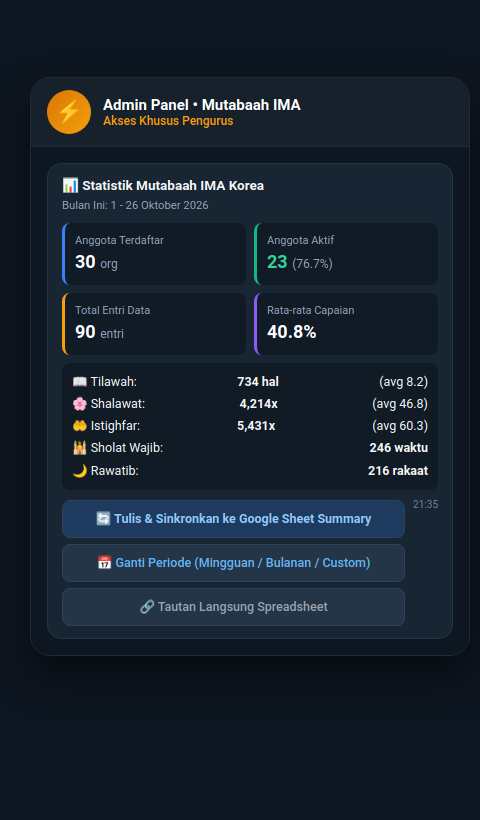 ⚡ Admin Panel • Mutabaah IMA
Akses Khusus Pengurus
📊 Statistik Mutabaah IMA Korea
Bulan Ini: 1 - 26 Oktober 2026
Anggota Terdaftar
30 org
Anggota Aktif
23 (76.7%)
Total Entri Data
90 entri
Rata-rata Capaian
40.8%
📖 Tilawah: 734 hal (avg 8.2)
🌸 Shalawat: 4,214x (avg 46.8)
🤲 Istighfar: 5,431x (avg 60.3)
🕌 Sholat Wajib: 246 waktu
🌙 Rawatib: 216 rakaat
🔄 Tulis & Sinkronkan ke Google Sheet Summary
21:35
📅 Ganti Periode (Mingguan / Bulanan / Custom)
🔗 Tautan Langsung Spreadsheet